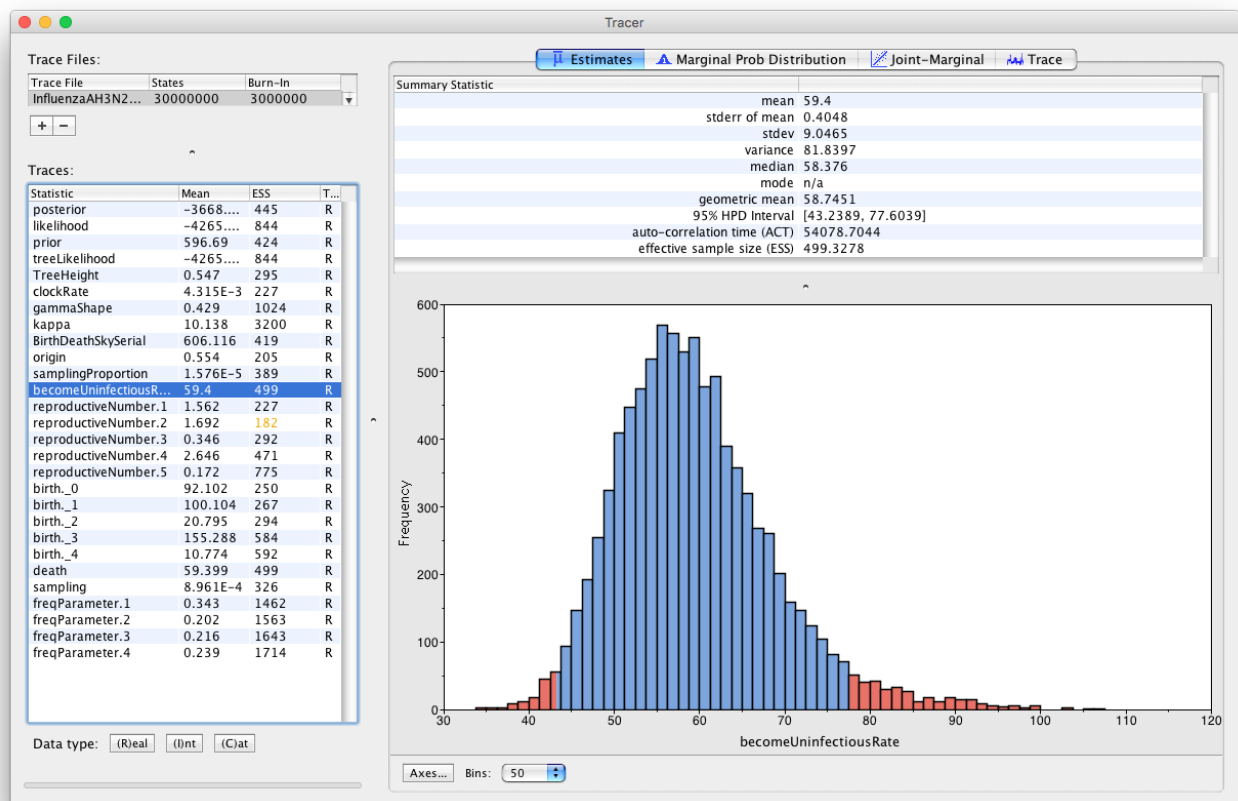 Tracer
Trace Files:
Trace File States Burn-In
InfluenzaAH3N2... 30000000 3000000
+ −
Traces:
Statistic Mean ESS T...
posterior -3668.... 445 R
likelihood -4265.... 844 R
prior 596.69 424 R
treeLikelihood -4265.... 844 R
TreeHeight 0.547 295 R
clockRate 4.315E-3 227 R
gammaShape 0.429 1024 R
kappa 10.138 3200 R
BirthDeathSkySerial 606.116 419 R
origin 0.554 205 R
samplingProportion 1.576E-5 389 R
becomeUninfectiousR... 59.4 499 R
reproductiveNumber.1 1.562 227 R
reproductiveNumber.2 1.692 182 R
reproductiveNumber.3 0.346 292 R
reproductiveNumber.4 2.646 471 R
reproductiveNumber.5 0.172 775 R
birth._0 92.102 250 R
birth._1 100.104 267 R
birth._2 20.795 294 R
birth._3 155.288 584 R
birth._4 10.774 592 R
death 59.399 499 R
sampling 8.961E-4 326 R
freqParameter.1 0.343 1462 R
freqParameter.2 0.202 1563 R
freqParameter.3 0.216 1643 R
freqParameter.4 0.239 1714 R
Data type: (R)eal (I)nt (C)at
μ Estimates Marginal Prob Distribution Joint-Marginal Trace
Summary Statistic
mean 59.4
stderr of mean 0.4048
stdev 9.0465
variance 81.8397
median 58.376
mode n/a
geometric mean 58.7451
95% HPD Interval [43.2389, 77.6039]
auto-correlation time (ACT) 54078.7044
effective sample size (ESS) 499.3278
600
500
400
300
200
100
0
Frequency
30 40 50 60 70 80 90 100 110 120
becomeUninfectiousRate
Axes... Bins: 50